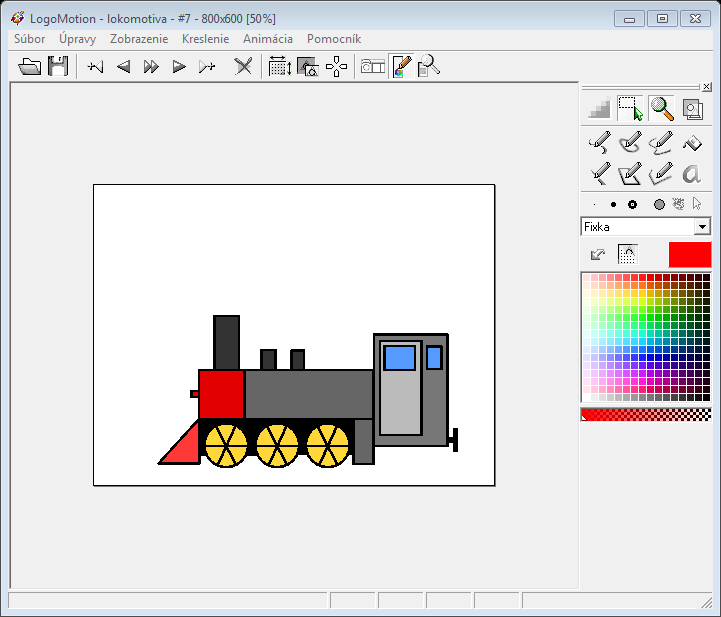 LogoMotion - lokomotiva - #7 - 800x600 [50%]
Súbor Úpravy Zobrazenie Kreslenie Animácia Pomocník
a
Fixka